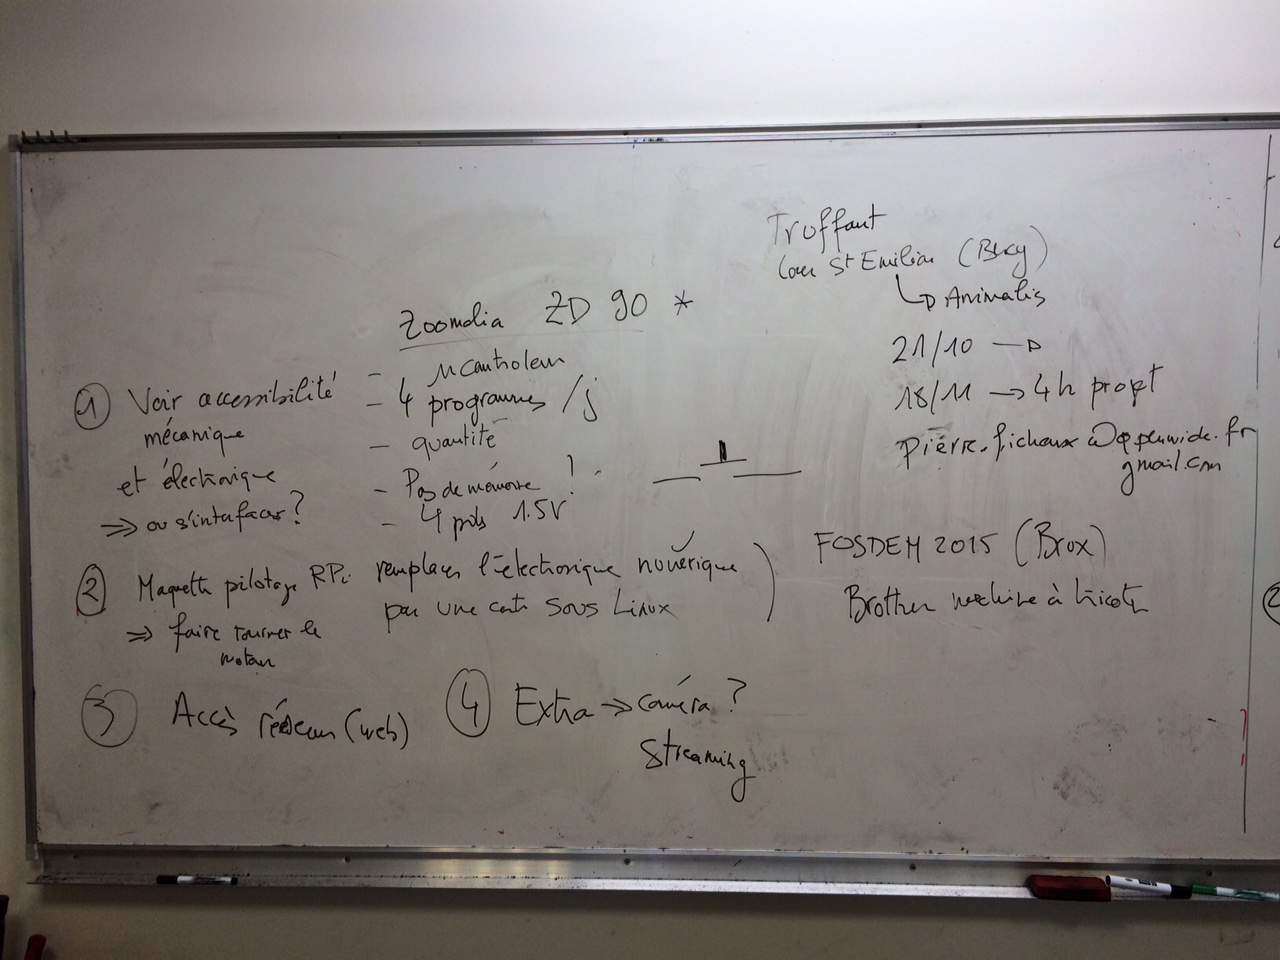 Truffaut
Cour St Emilion (Bercy)
↳ Animalis
21/10 →
18/11 → 4h projet
pierre.ficheux @openwide.fr
gmail.com
Zoomalia ZD 90 *
- µcontroleur
- 4 programmes /j
- quantité
- Pas de mémoire !
- 4 piles 1.5V
① Voir accessibilité
mécanique
et électronique
⇒ ou s'interfacer ?
② Maquette pilotage RPi
⇒ faire tourner le
moteur
remplacer l'électronique numérique
par une carte sous Linux
③ Accès réseau (web)
④ Extra → caméra ?
streaming
FOSDEM 2015 (Brux)
Brother machine à tricoter